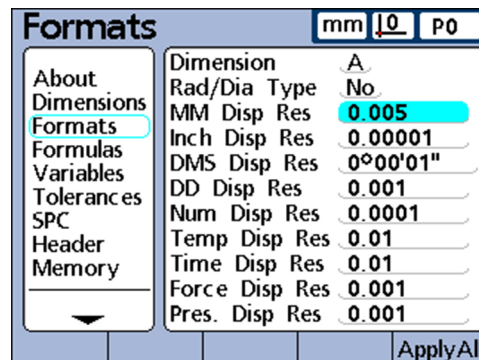 Formats
mm 0 P0
About
Dimensions
Formats
Formulas
Variables
Tolerances
SPC
Header
Memory
Dimension A
Rad/Dia Type No
MM Disp Res 0.005
Inch Disp Res 0.00001
DMS Disp Res 0°00'01"
DD Disp Res 0.001
Num Disp Res 0.0001
Temp Disp Res 0.01
Time Disp Res 0.01
Force Disp Res 0.001
Pres. Disp Res 0.001
Apply Al